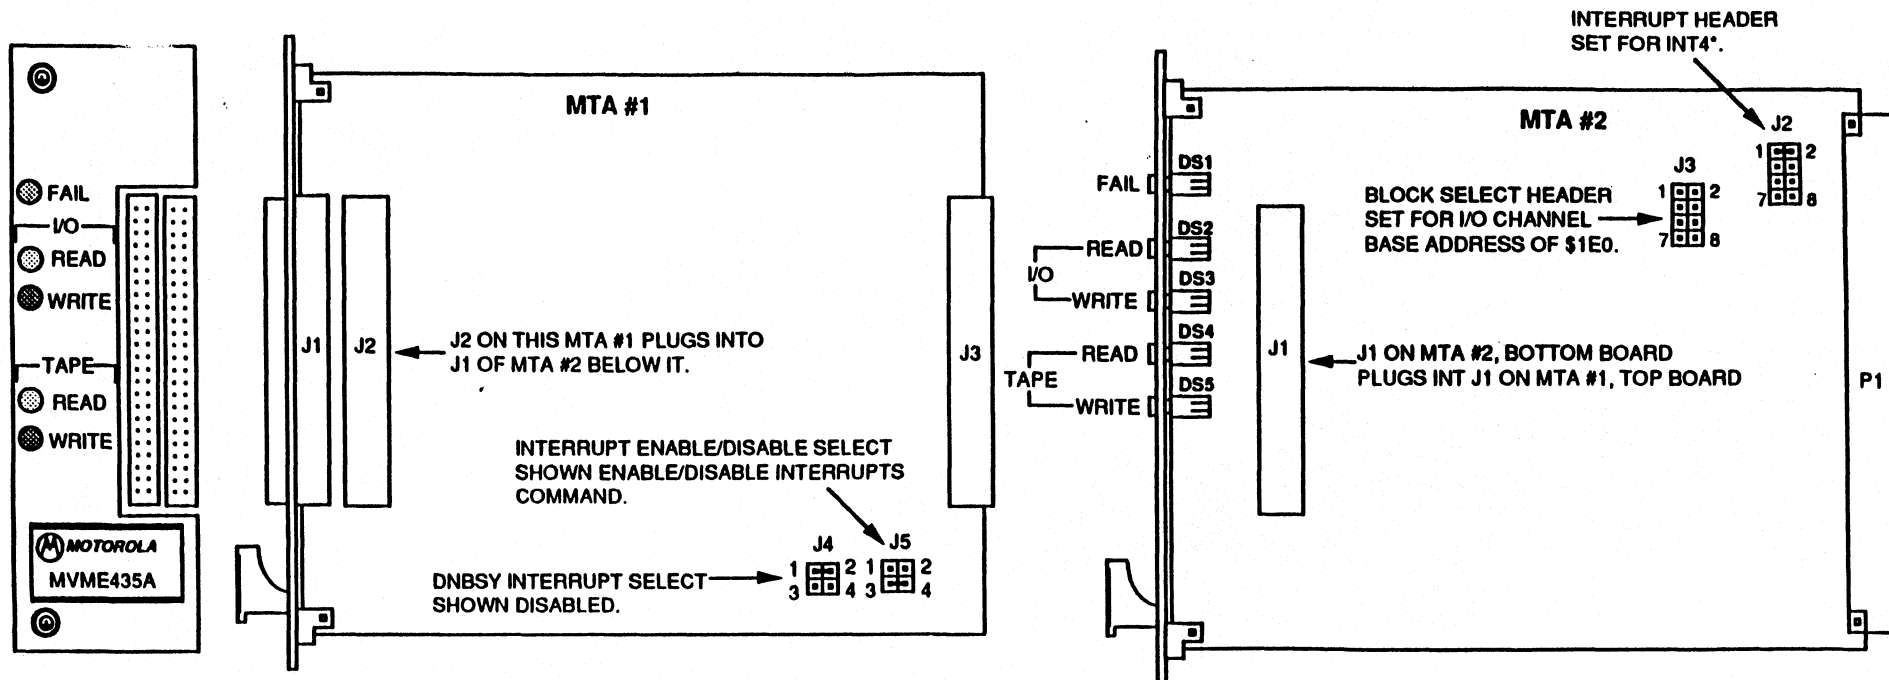 FAIL
I/O
READ
WRITE
TAPE
READ
WRITE
M MOTOROLA
MVME435A
MTA #1
J1
J2
J2 ON THIS MTA #1 PLUGS INTO
J1 OF MTA #2 BELOW IT.
J3
INTERRUPT ENABLE/DISABLE SELECT
SHOWN ENABLE/DISABLE INTERRUPTS
COMMAND.
J4
J5
1 2 1 2
3 4 3 4
DNBSY INTERRUPT SELECT
SHOWN DISABLED.
INTERRUPT HEADER
SET FOR INT4*.
MTA #2
J2
1 2
7 8
J3
1 2
7 8
BLOCK SELECT HEADER
SET FOR I/O CHANNEL
BASE ADDRESS OF $1E0.
FAIL
DS1
I/O
READ
DS2
WRITE
DS3
TAPE
READ
DS4
WRITE
DS5
J1
J1 ON MTA #2, BOTTOM BOARD
PLUGS INT J1 ON MTA #1, TOP BOARD
P1